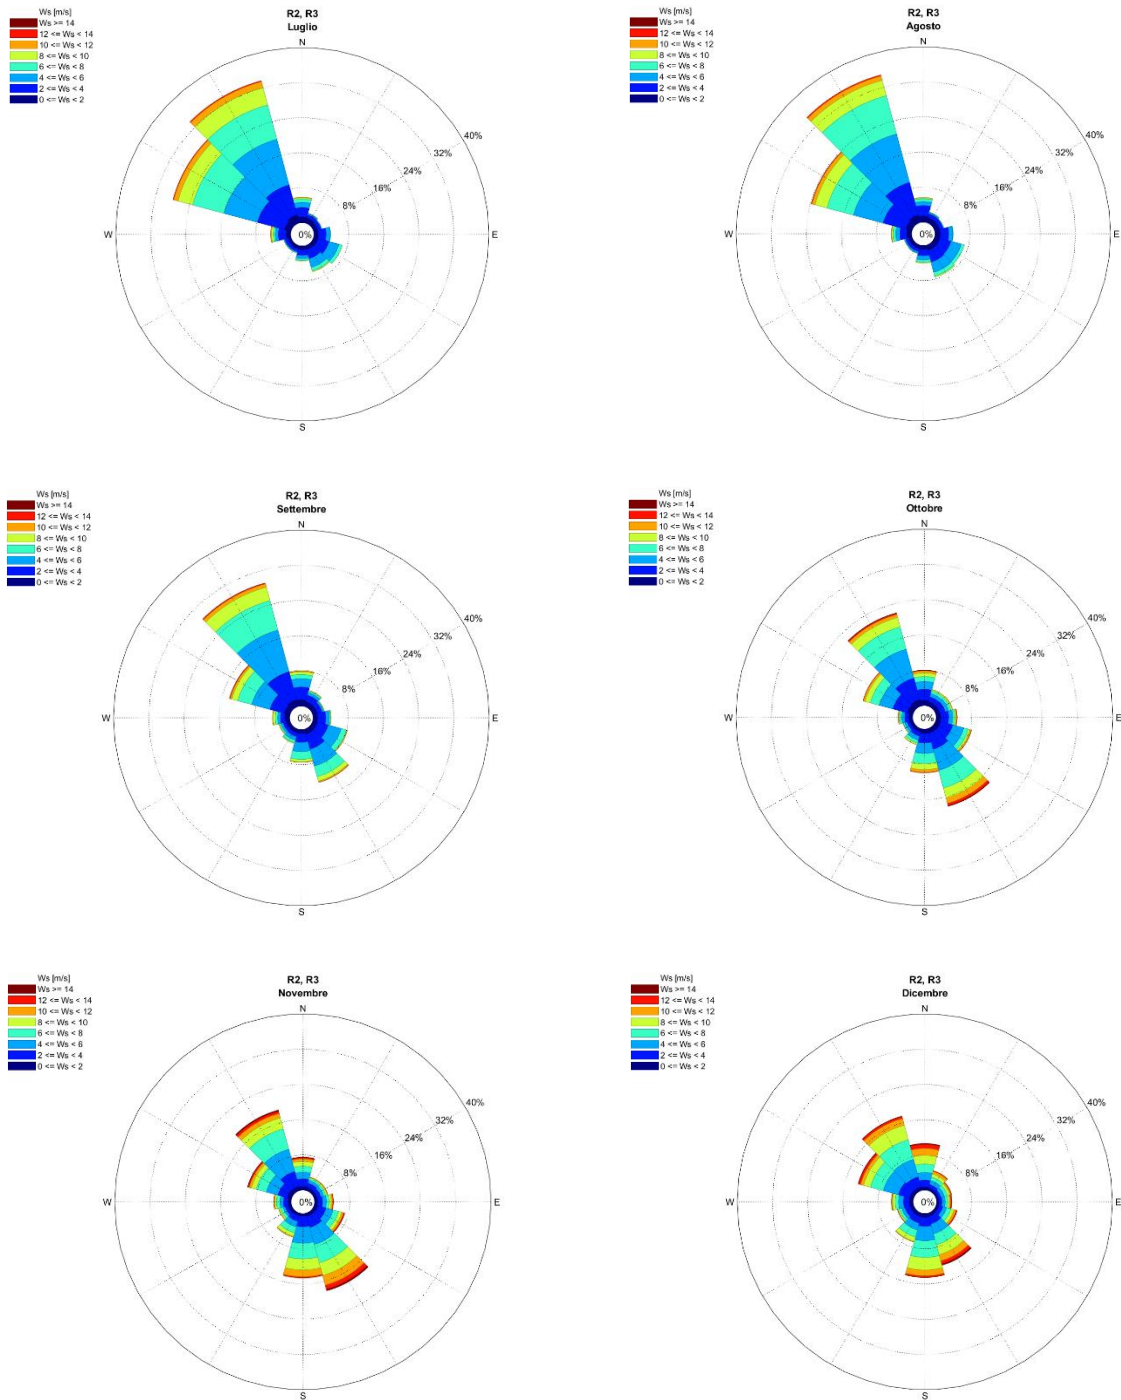 Ws [m/s]
Ws >= 14
12 <= Ws < 14
10 <= Ws < 12
8 <= Ws < 10
6 <= Ws < 8
4 <= Ws < 6
2 <= Ws < 4
0 <= Ws < 2
R2, R3
Luglio
N
40%
32%
24%
16%
8%
0%
W
E
S
Ws [m/s]
Ws >= 14
12 <= Ws < 14
10 <= Ws < 12
8 <= Ws < 10
6 <= Ws < 8
4 <= Ws < 6
2 <= Ws < 4
0 <= Ws < 2
R2, R3
Agosto
N
40%
32%
24%
16%
8%
0%
W
E
S
Ws [m/s]
Ws >= 14
12 <= Ws < 14
10 <= Ws < 12
8 <= Ws < 10
6 <= Ws < 8
4 <= Ws < 6
2 <= Ws < 4
0 <= Ws < 2
R2, R3
Settembre
N
40%
32%
24%
16%
8%
0%
W
E
S
Ws [m/s]
Ws >= 14
12 <= Ws < 14
10 <= Ws < 12
8 <= Ws < 10
6 <= Ws < 8
4 <= Ws < 6
2 <= Ws < 4
0 <= Ws < 2
R2, R3
Ottobre
N
40%
32%
24%
16%
8%
0%
W
E
S
Ws [m/s]
Ws >= 14
12 <= Ws < 14
10 <= Ws < 12
8 <= Ws < 10
6 <= Ws < 8
4 <= Ws < 6
2 <= Ws < 4
0 <= Ws < 2
R2, R3
Novembre
N
40%
32%
24%
16%
8%
0%
W
E
S
Ws [m/s]
Ws >= 14
12 <= Ws < 14
10 <= Ws < 12
8 <= Ws < 10
6 <= Ws < 8
4 <= Ws < 6
2 <= Ws < 4
0 <= Ws < 2
R2, R3
Dicembre
N
40%
32%
24%
16%
8%
0%
W
E
S